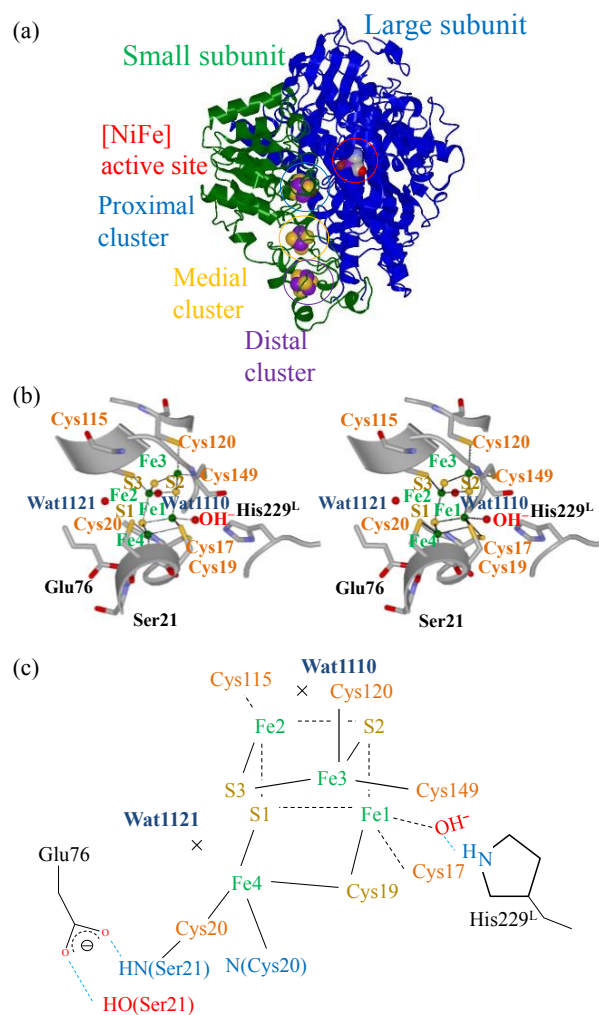 (a)
Large subunit
Small subunit
[NiFe]
active site
Proximal
cluster
Medial
cluster
Distal
cluster
(b)
Cys115
Cys120
Fe3
Cys149
S3
S2
Fe2
Wat1121
Wat1110
S1
Fe1
His229ᴸ
Cys20
OH⁻
Fe4
Cys17
Cys19
Glu76
Ser21
Cys115
Cys120
Fe3
Cys149
S3
S2
Fe2
Wat1121
Wat1110
S1
Fe1
His229ᴸ
Cys20
OH⁻
Fe4
Cys17
Cys19
Glu76
Ser21
(c)
Wat1110
Cys115
×
Cys120
Fe2
S2
Fe3
S3
Cys149
S1
Fe1
Wat1121
OH⁻
×
Glu76
H
N
Cys17
Fe4
Cys19
His229ᴸ
Cys20
O
O
⊖
HN(Ser21)
N(Cys20)
HO(Ser21)